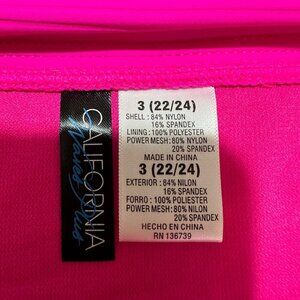 CALIFORNIA
Waves
3 (22/24)
SHELL : 84% NYLON
16% SPANDEX
LINING : 100% POLYESTER
POWER MESH : 80% NYLON
20% SPANDEX
MADE IN CHINA
3 (22/24)
EXTERIOR : 84% NILON
16% SPANDEX
FORRO : 100% POLYESTER
POWER MESH : 80% NILON
20% SPANDEX
HECHO EN CHINA
RN 136739